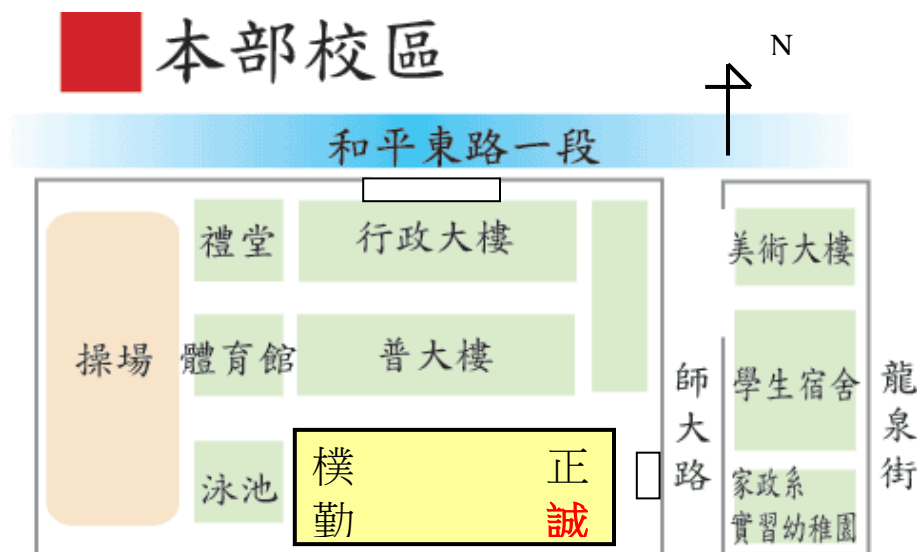 本部校區
N
和平東路一段
禮堂
行政大樓
美術大樓
操場
體育館
普大樓
師大路
學生宿舍
龍泉街
泳池
樸 正
勤 誠
家政系
實習幼稚園